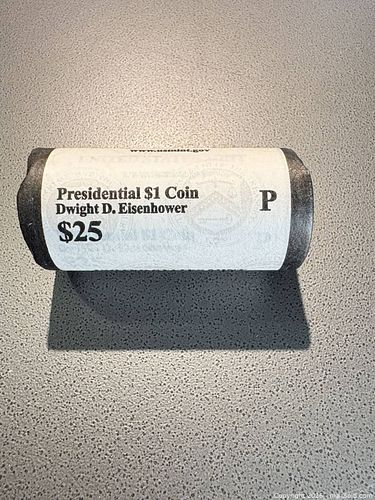 www.usmint.gov
Presidential $1 Coin
Dwight D. Eisenhower
$25
P